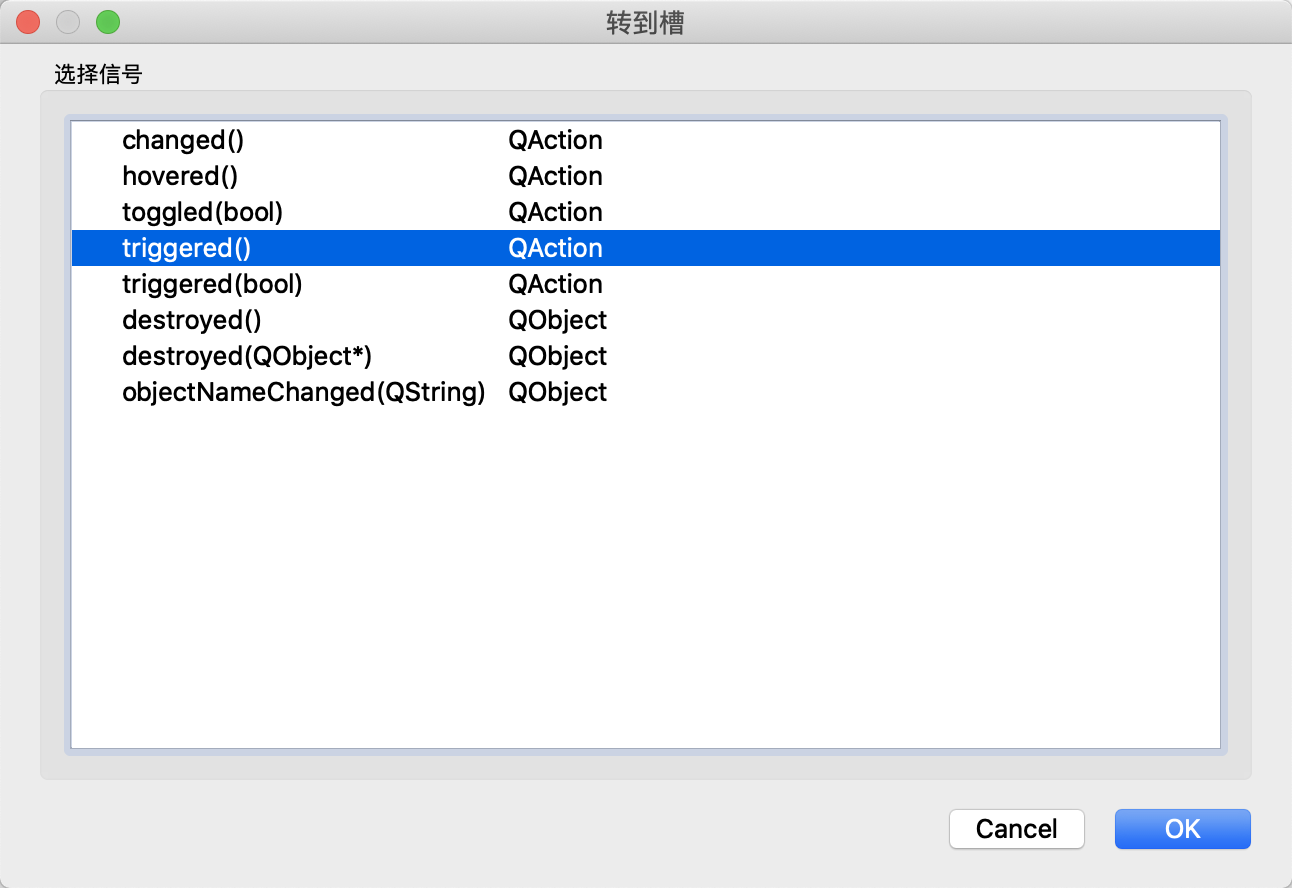 转到槽
选择信号
changed() QAction
hovered() QAction
toggled(bool) QAction
triggered() QAction
triggered(bool) QAction
destroyed() QObject
destroyed(QObject*) QObject
objectNameChanged(QString) QObject
Cancel OK